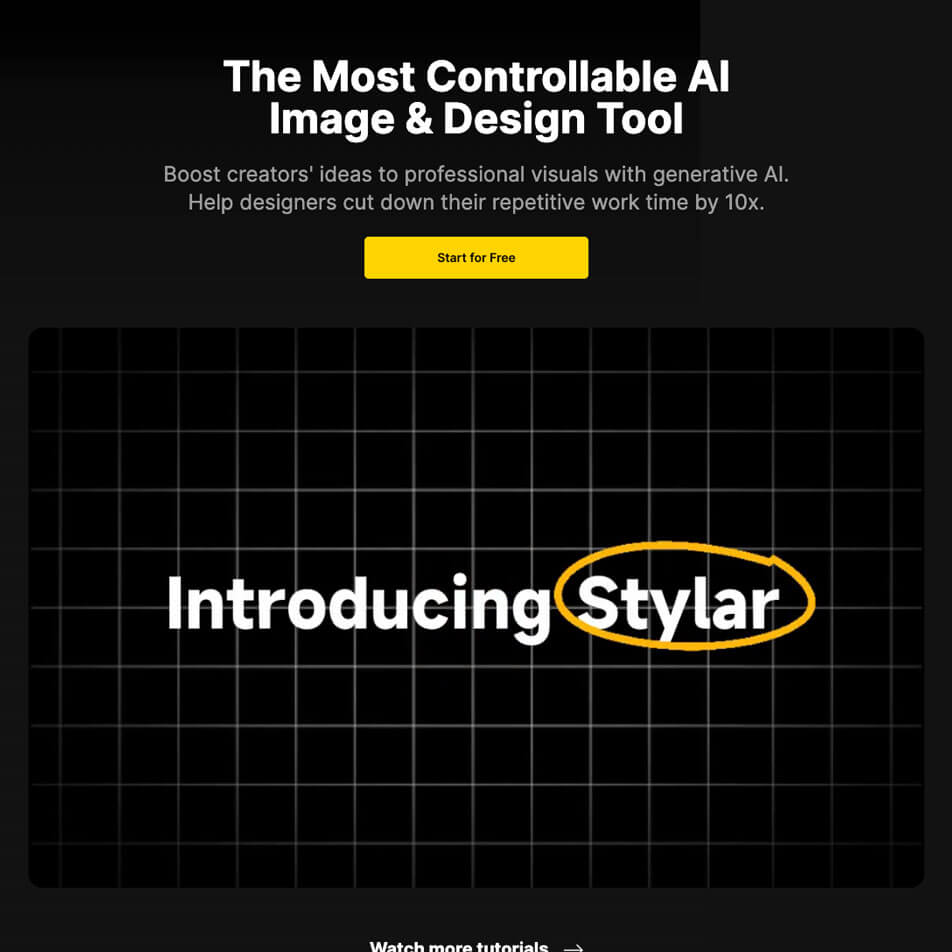 The Most Controllable AI
Image & Design Tool
Boost creators' ideas to professional visuals with generative AI.
Help designers cut down their repetitive work time by 10x.
Start for Free
Introducing Stylar
Watch more tutorials →